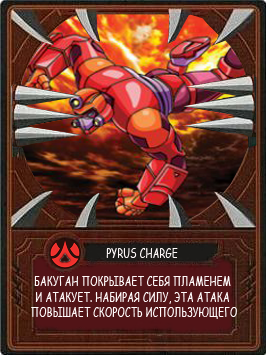 PYRUS CHARGE
БАКУГАН ПОКРЫВАЕТ СЕБЯ ПЛАМЕНЕМ
И АТАКУЕТ. НАБИРАЯ СИЛУ, ЭТА АТАКА
ПОВЫШАЕТ СКОРОСТЬ ИСПОЛЬЗУЮЩЕГО